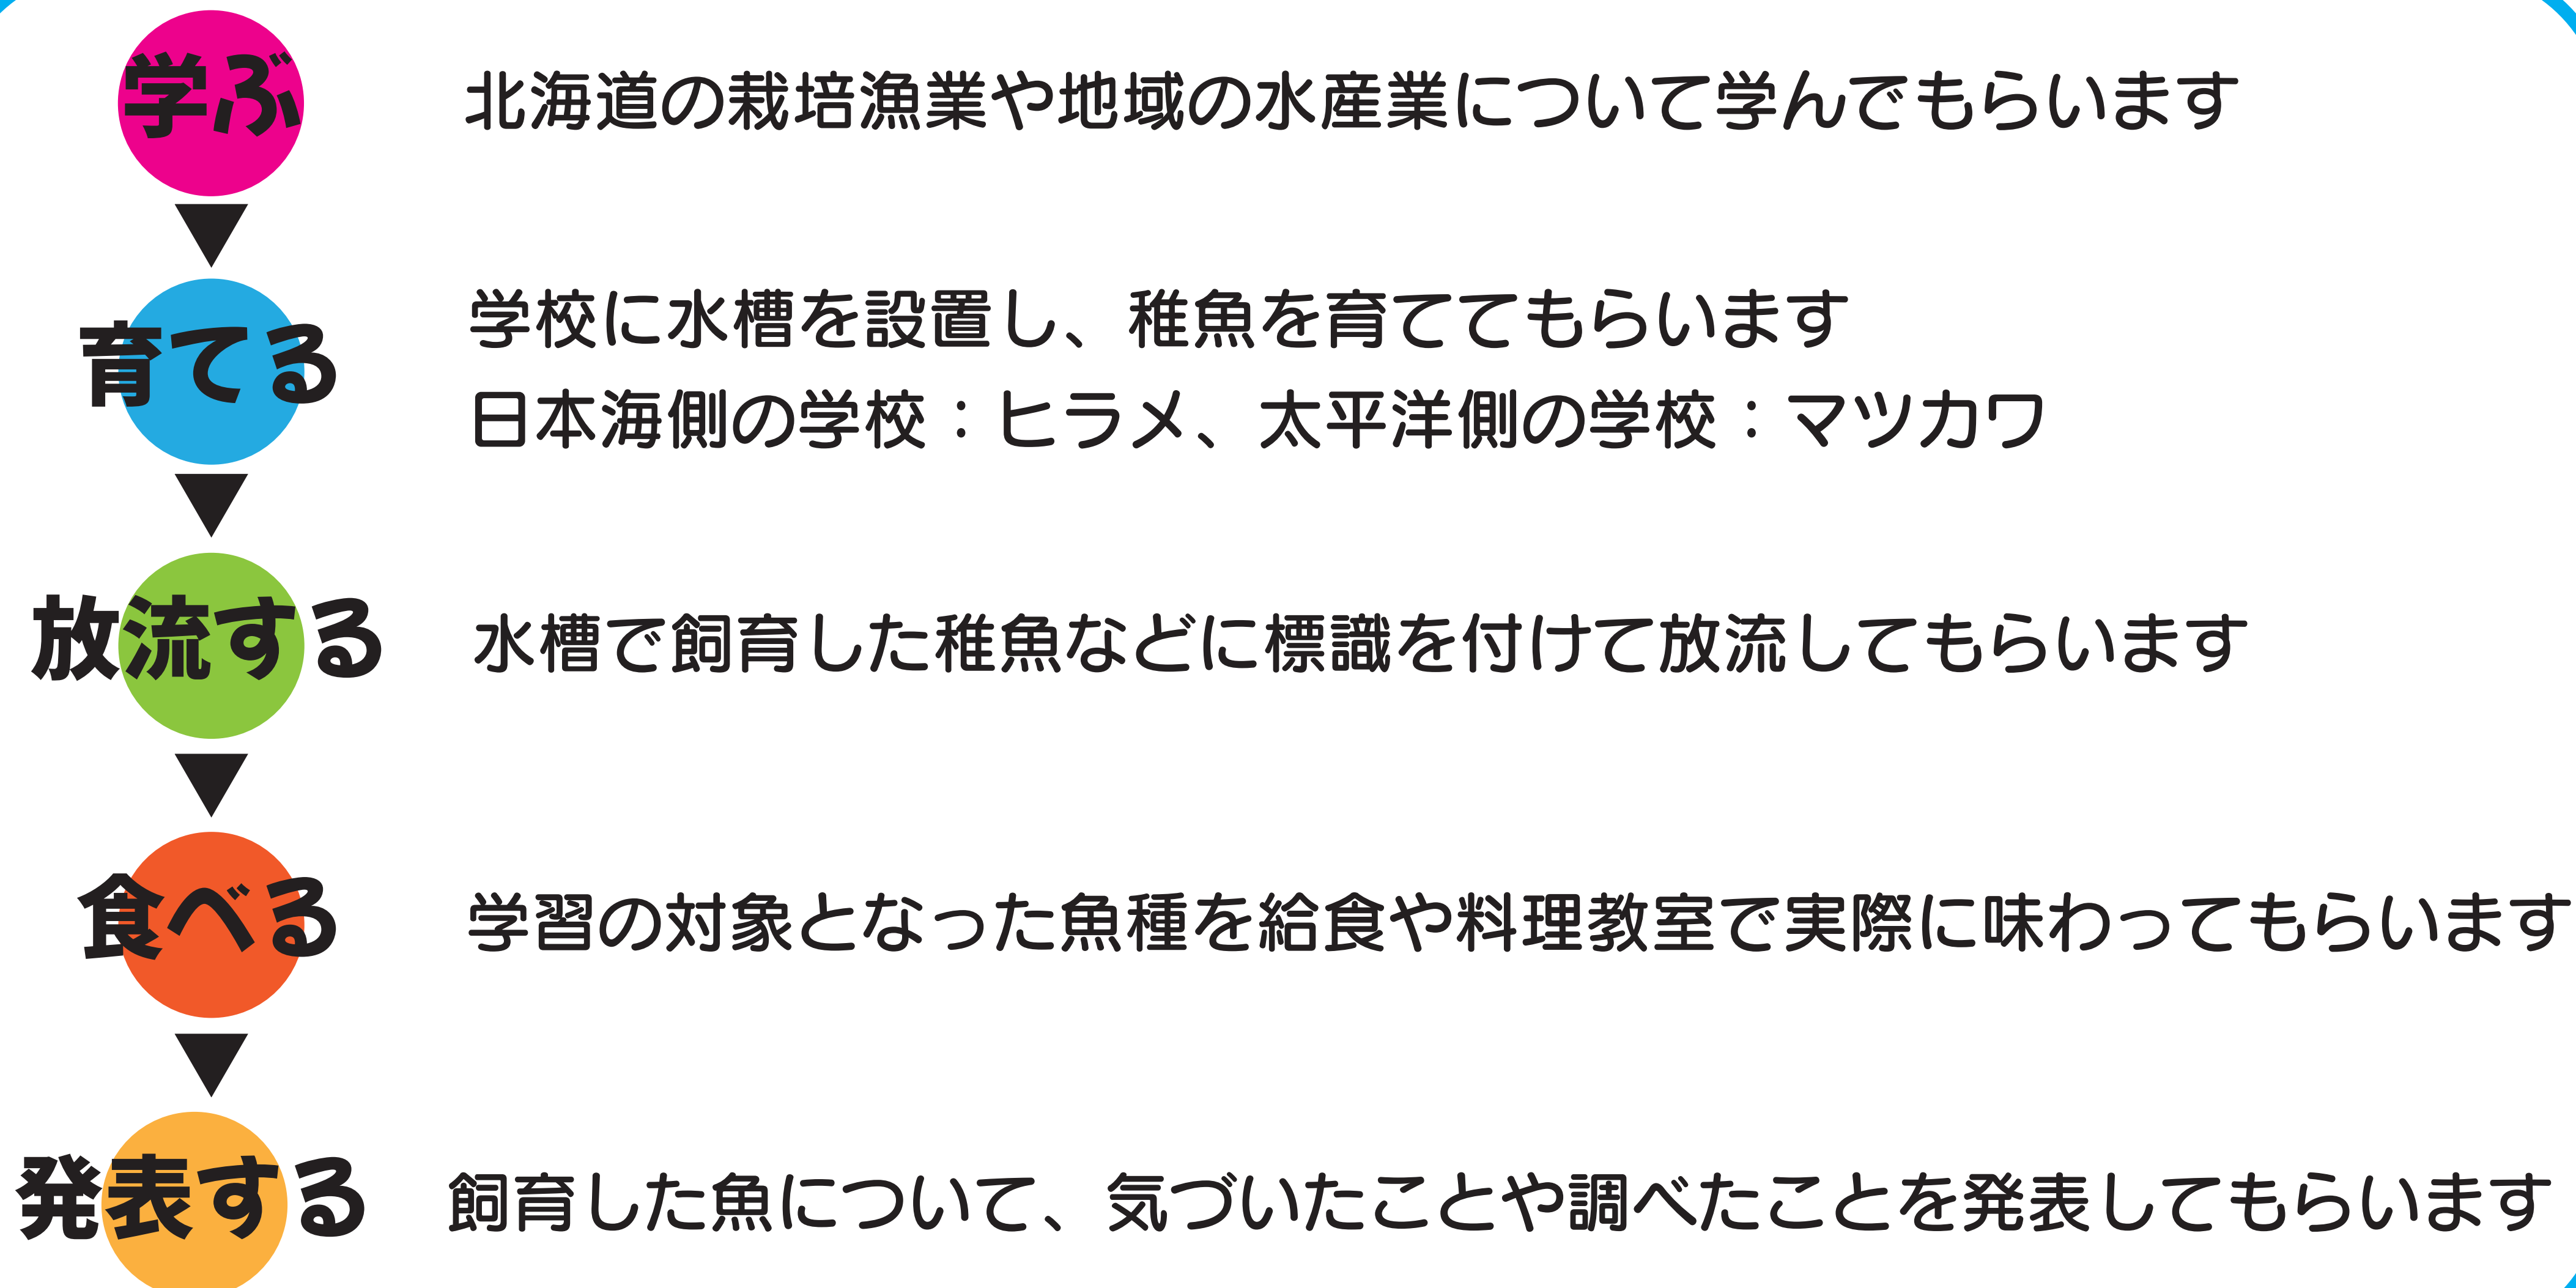 学ぶ
北海道の栽培漁業や地域の水産業について学んでもらいます
育てる
学校に水槽を設置し、稚魚を育ててもらいます
日本海側の学校：ヒラメ、太平洋側の学校：マツカワ
放流する
水槽で飼育した稚魚などに標識を付けて放流してもらいます
食べる
学習の対象となった魚種を給食や料理教室で実際に味わってもらいます
発表する
飼育した魚について、気づいたことや調べたことを発表してもらいます